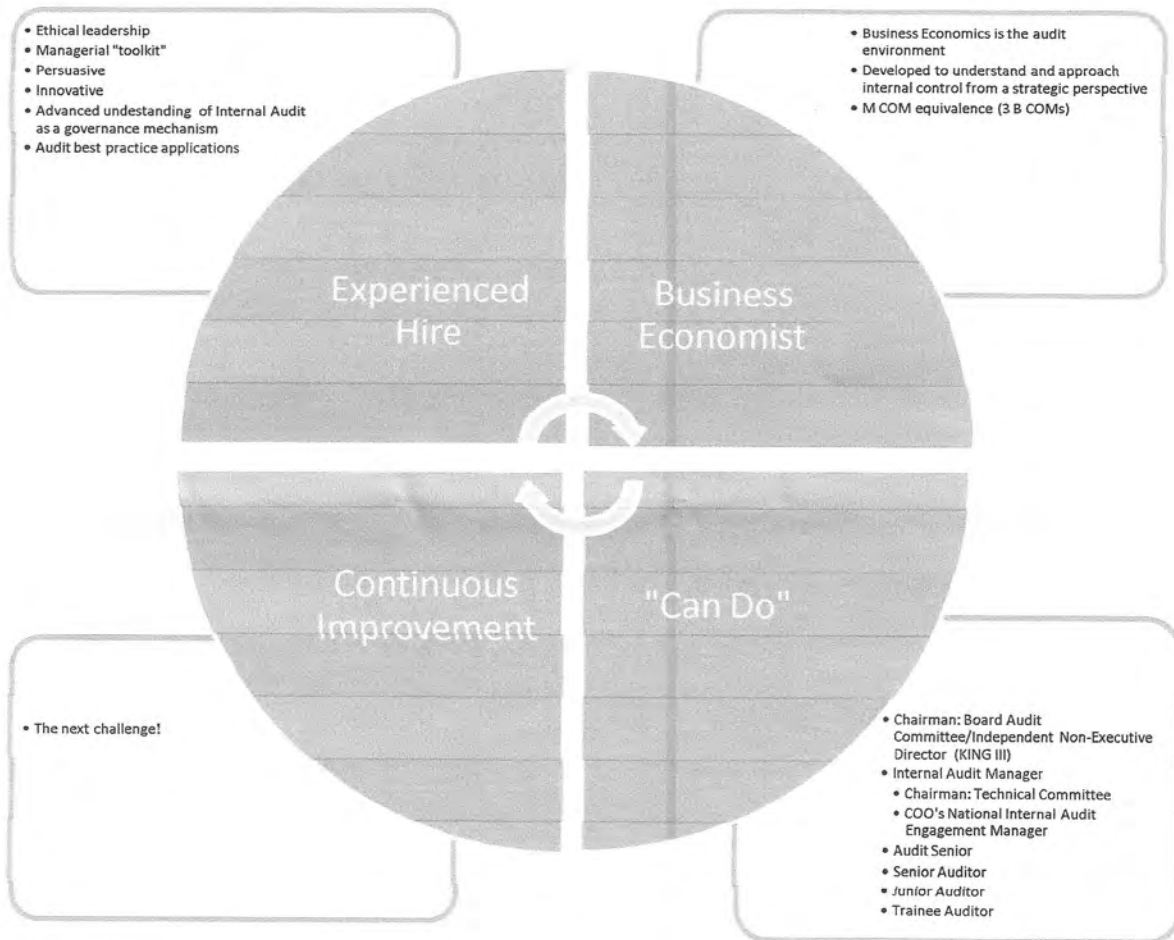 • Ethical leadership
• Managerial "toolkit"
• Persuasive
• Innovative
• Advanced undestanding of Internal Audit
as a governance mechanism
• Audit best practice applications
• Business Economics is the audit
environment
• Developed to understand and approach
internal control from a strategic perspective
• M COM equivalence (3 B COMs)
Experienced
Hire
Business
Economist
Continuous
Improvement
"Can Do"
• The next challenge!
• Chairman: Board Audit
Committee/Independent Non-Executive
Director (KING III)
• Internal Audit Manager
• Chairman: Technical Committee
• COO's National Internal Audit
Engagement Manager
• Audit Senior
• Senior Auditor
• Junior Auditor
• Trainee Auditor